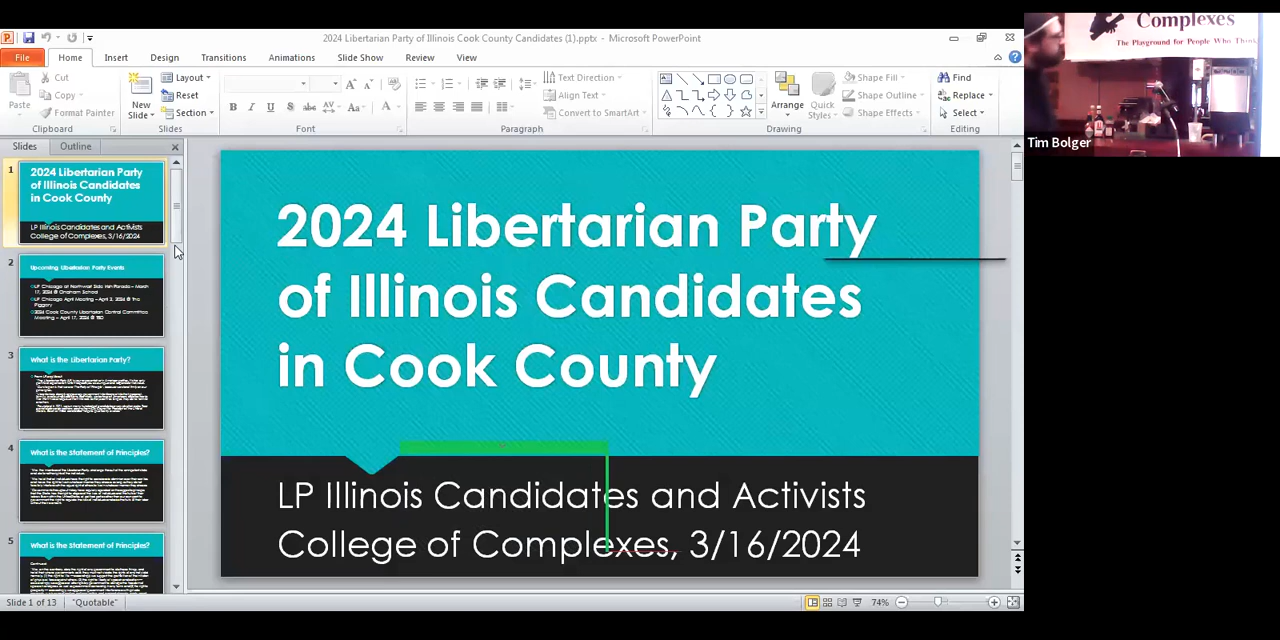 2024 Libertarian Party of Illinois Cook County Candidates (1).pptx - Microsoft PowerPoint
File Home Insert Design Transitions Animations Slide Show Review View
Paste
Cut
Copy
Format Painter
Clipboard
New
Slide
Layout
Reset
Section
Slides
Font
Text Direction
Align Text
Convert to SmartArt
Paragraph
Arrange
Quick
Styles
Shape Fill
Shape Outline
Shape Effects
Drawing
Find
Replace
Select
Editing
Complexes
The Playground for People Who Think
Tim Bolger
Slides Outline
1
2024 Libertarian Party
of Illinois Candidates
in Cook County
LP Illinois Candidates and Activists
College of Complexes, 3/16/2024
2
Upcoming Libertarian Party Events
3
What is the Libertarian Party?
4
What is the Statement of Principles?
5
What is the Statement of Principles?
2024 Libertarian Party
of Illinois Candidates
in Cook County
LP Illinois Candidates and Activists
College of Complexes, 3/16/2024
Slide 1 of 13 "Quotable" 74%